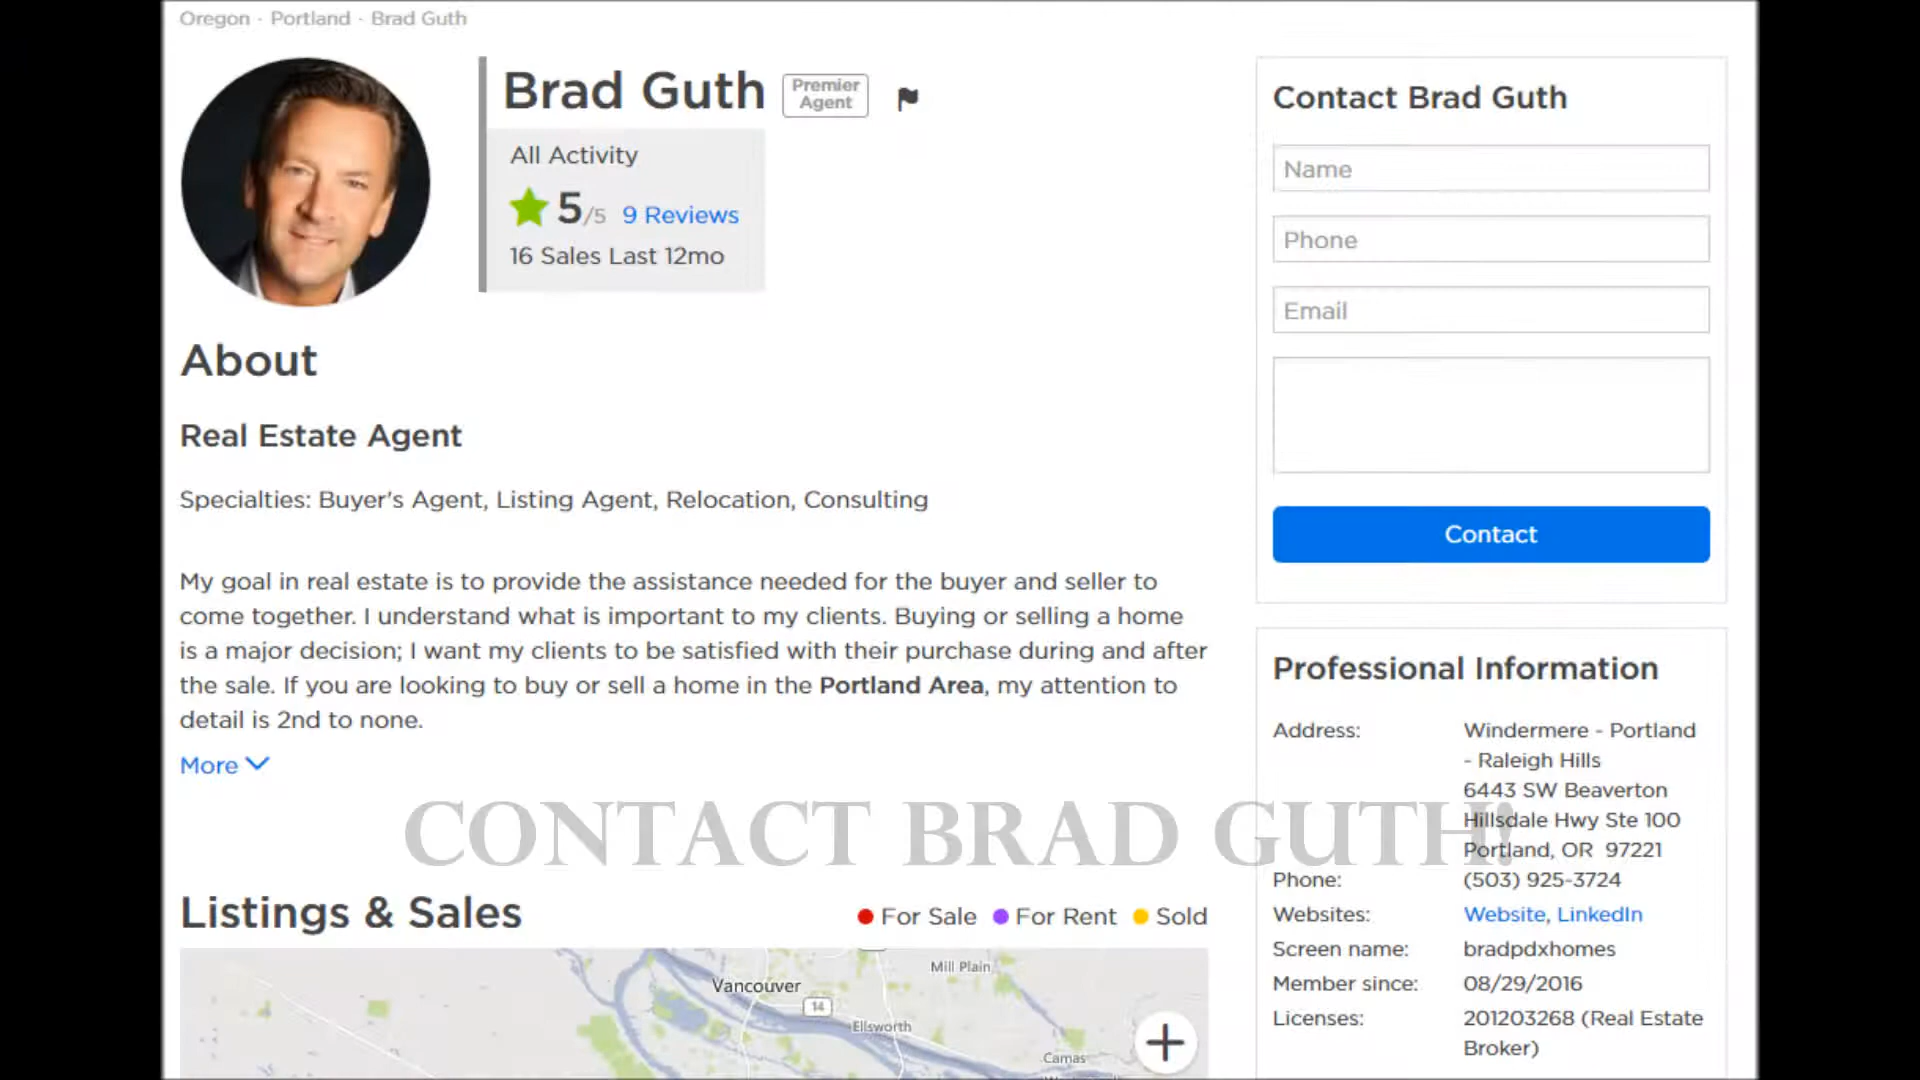 Oregon · Portland · Brad Guth
Brad Guth
Premier
Agent
All Activity
5/5 9 Reviews
16 Sales Last 12mo
About
Real Estate Agent
Specialties: Buyer's Agent, Listing Agent, Relocation, Consulting
My goal in real estate is to provide the assistance needed for the buyer and seller to
come together. I understand what is important to my clients. Buying or selling a home
is a major decision; I want my clients to be satisfied with their purchase during and after
the sale. If you are looking to buy or sell a home in the Portland Area, my attention to
detail is 2nd to none.
More
CONTACT BRAD GUTH!
Listings & Sales
For Sale For Rent Sold
Mill Plain
Vancouver
14
Ellsworth
Camas
Contact Brad Guth
Name
Phone
Email
Contact
Professional Information
Address: Windermere - Portland
- Raleigh Hills
6443 SW Beaverton
Hillsdale Hwy Ste 100
Portland, OR 97221
Phone: (503) 925-3724
Websites: Website, LinkedIn
Screen name: bradpdxhomes
Member since: 08/29/2016
Licenses: 201203268 (Real Estate
Broker)